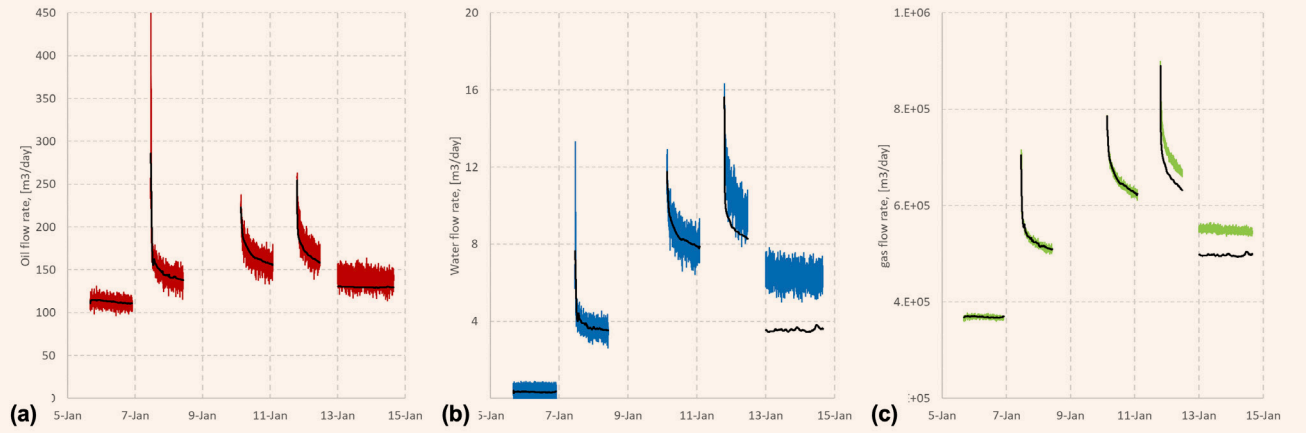 Oil flow rate, [m3/day]
450
400
350
300
250
200
150
100
50
5-Jan 7-Jan 9-Jan 11-Jan 13-Jan 15-Jan
(a)
Water flow rate, [m3/day]
20
16
12
8
4
5-Jan 7-Jan 9-Jan 11-Jan 13-Jan 15-Jan
(b)
gas flow rate, [m3/day]
1.E+06
8.E+05
6.E+05
4.E+05
E+05
5-Jan 7-Jan 9-Jan 11-Jan 13-Jan 15-Jan
(c)